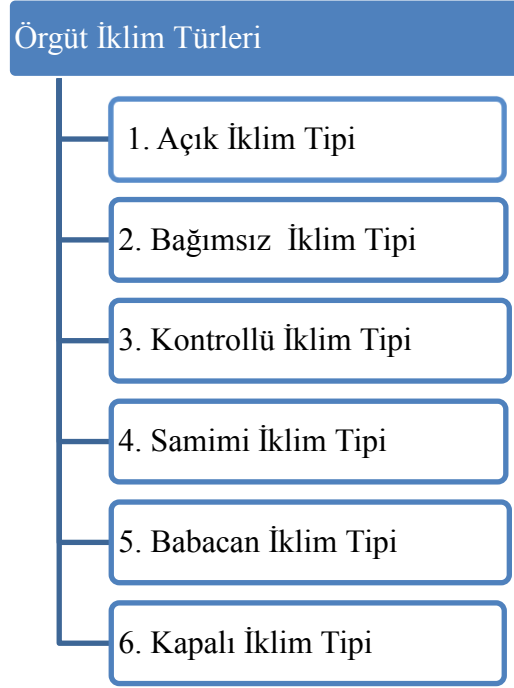 Örgüt İklim Türleri
1. Açık İklim Tipi
2. Bağımsız  İklim Tipi
3. Kontrollü İklim Tipi
4. Samimi İklim Tipi
5. Babacan İklim Tipi
6. Kapalı İklim Tipi